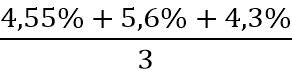 4,55% + 5,6% + 4,3%
3